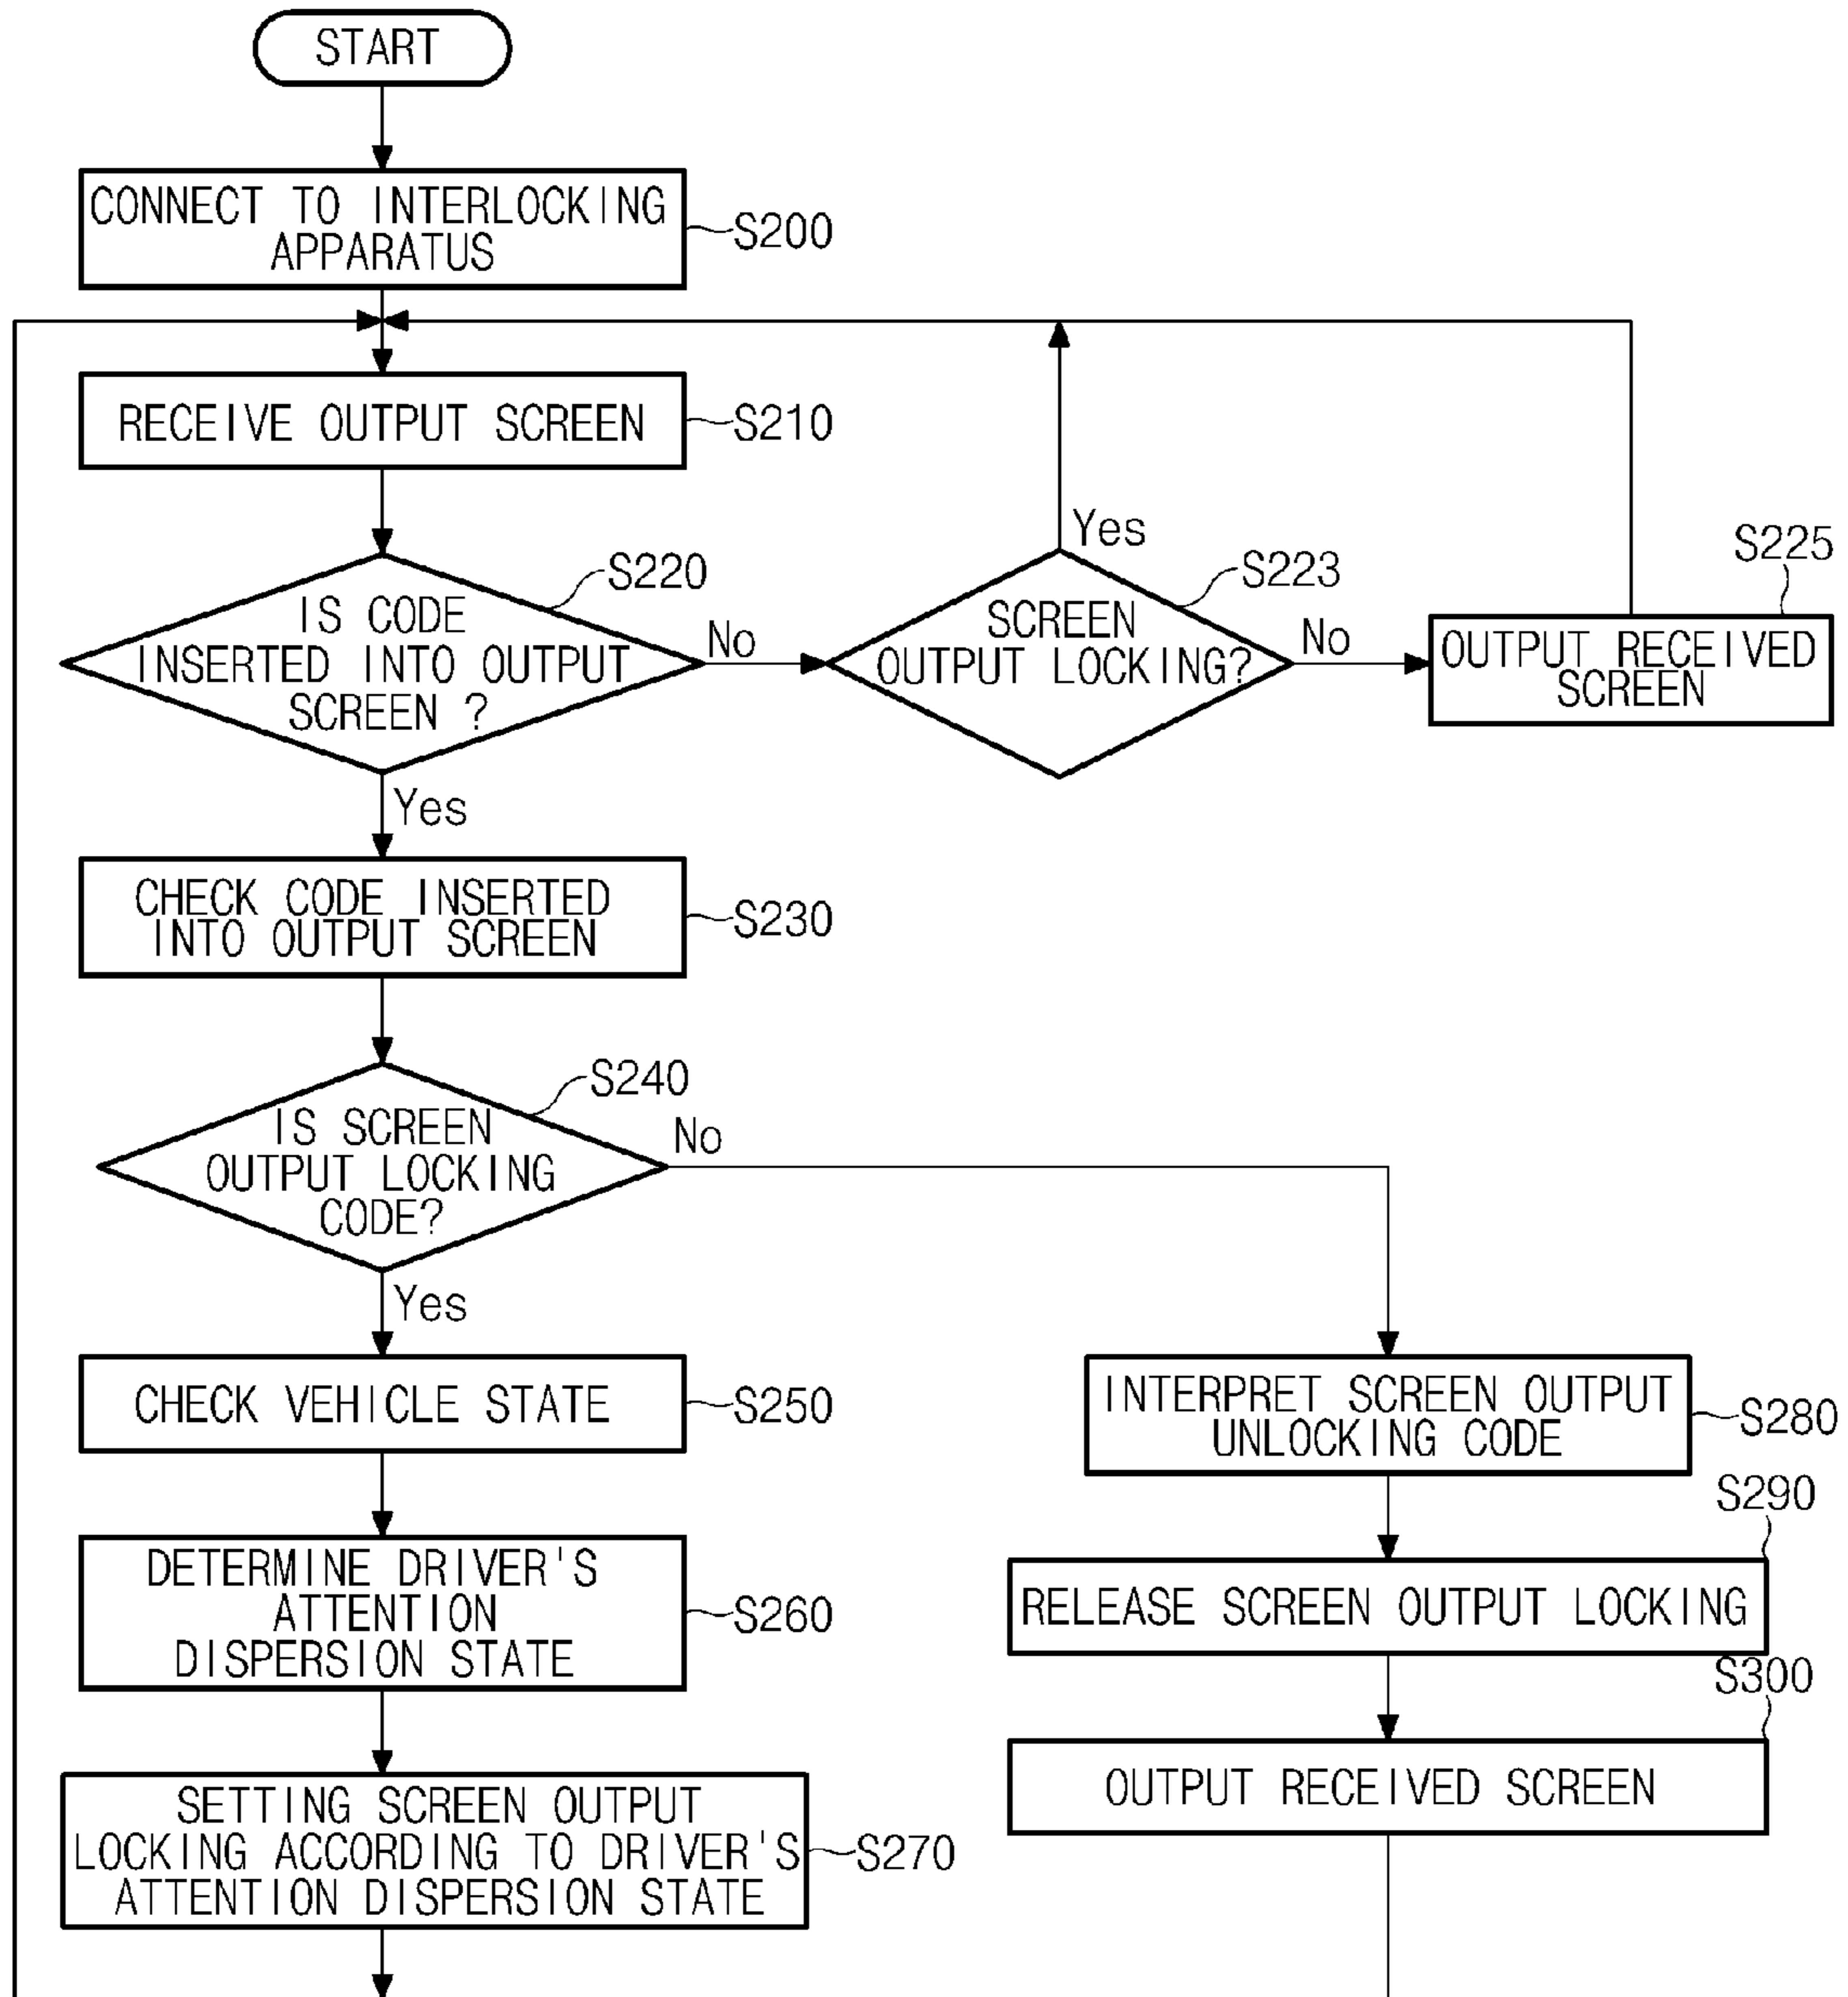 START
CONNECT TO INTERLOCKING
APPARATUS
S200
RECEIVE OUTPUT SCREEN
S210
IS CODE
INSERTED INTO OUTPUT
SCREEN ?
S220
No
Yes
SCREEN
OUTPUT LOCKING?
S223
Yes
No
S225
OUTPUT RECEIVED
SCREEN
CHECK CODE INSERTED
INTO OUTPUT SCREEN
S230
IS SCREEN
OUTPUT LOCKING
CODE?
S240
No
Yes
CHECK VEHICLE STATE
S250
DETERMINE DRIVER'S
ATTENTION
DISPERSION STATE
S260
SETTING SCREEN OUTPUT
LOCKING ACCORDING TO DRIVER'S
ATTENTION DISPERSION STATE
S270
INTERPRET SCREEN OUTPUT
UNLOCKING CODE
S280
S290
RELEASE SCREEN OUTPUT LOCKING
S300
OUTPUT RECEIVED SCREEN